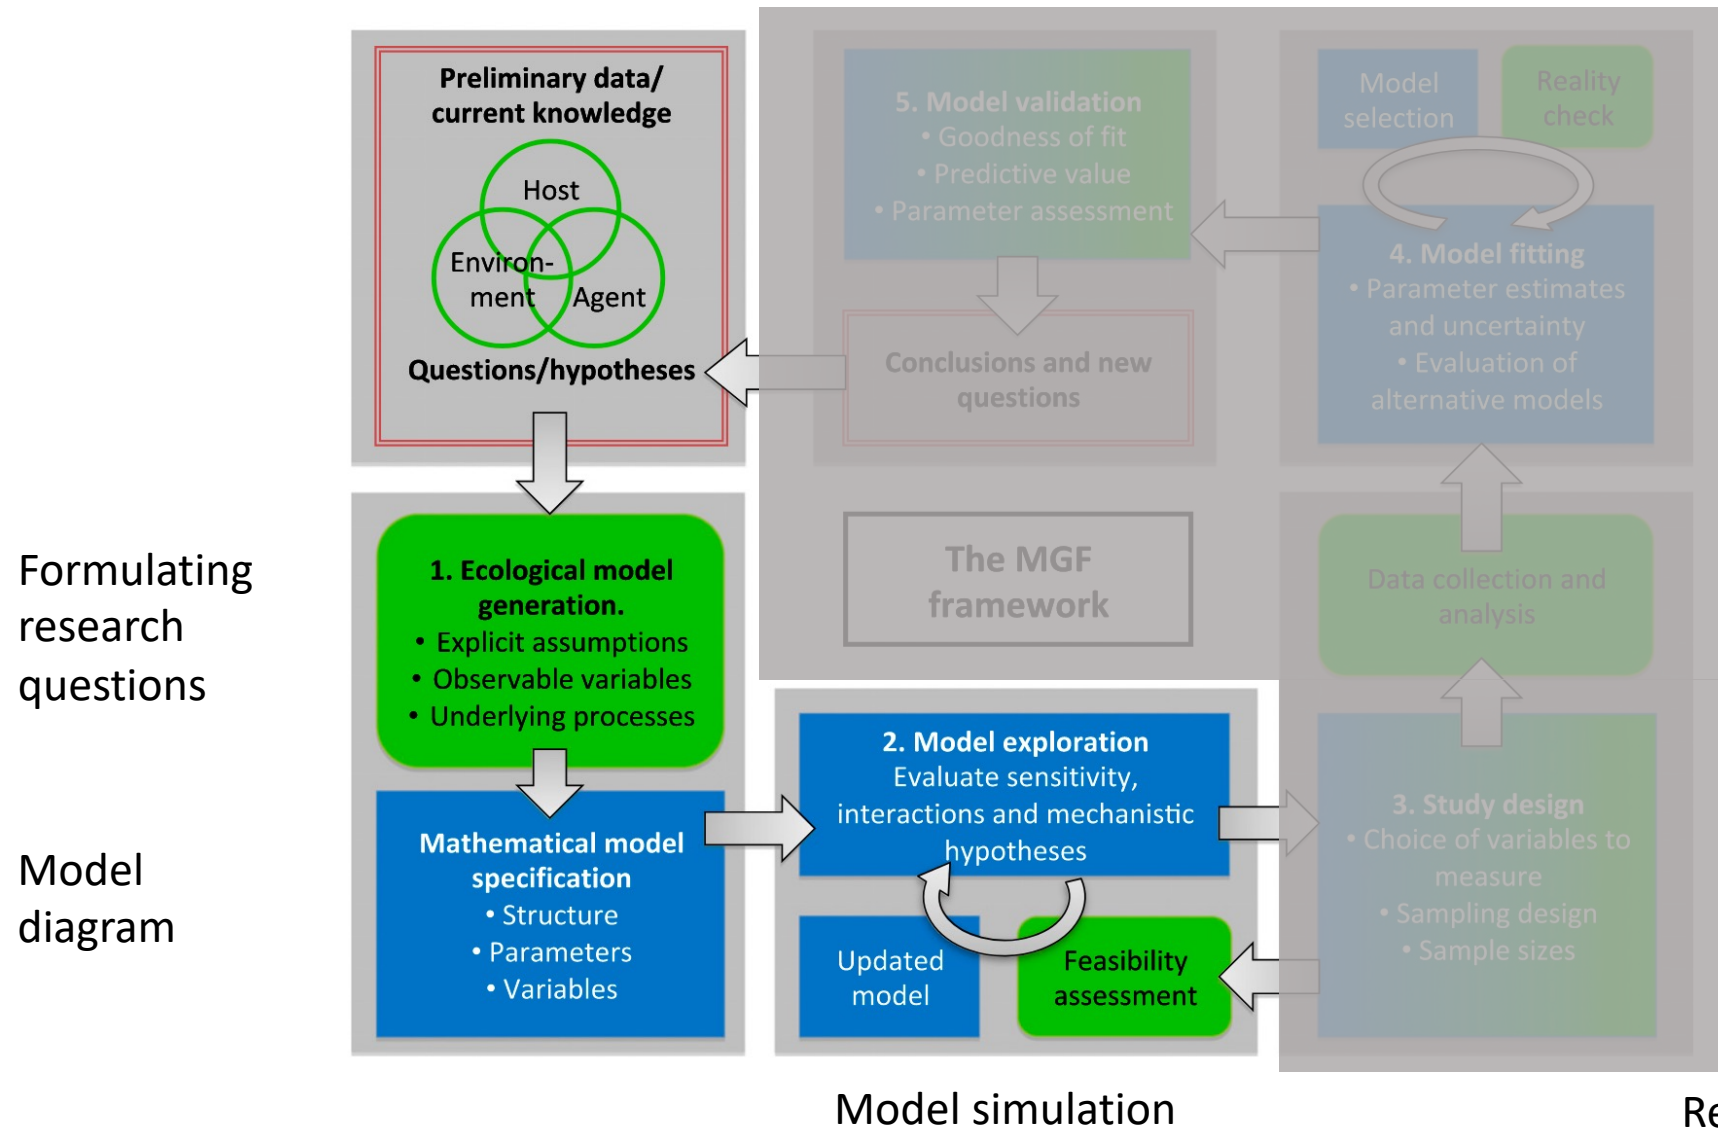 Preliminary data/
current knowledge
Host
Environ-
ment
Agent
Questions/hypotheses
5. Model validation
• Goodness of fit
• Predictive value
• Parameter assessment
Conclusions and new
questions
Model
selection
Reality
check
4. Model fitting
• Parameter estimates
and uncertainty
• Evaluation of
alternative models
The MGF
framework
Data collection and
analysis
Formulating
research
questions
1. Ecological model
generation.
• Explicit assumptions
• Observable variables
• Underlying processes
Model
diagram
Mathematical model
specification
• Structure
• Parameters
• Variables
2. Model exploration
Evaluate sensitivity,
interactions and mechanistic
hypotheses
Updated
model
Feasibility
assessment
3. Study design
• Choice of variables to
measure
• Sampling design
• Sample sizes
Model simulation